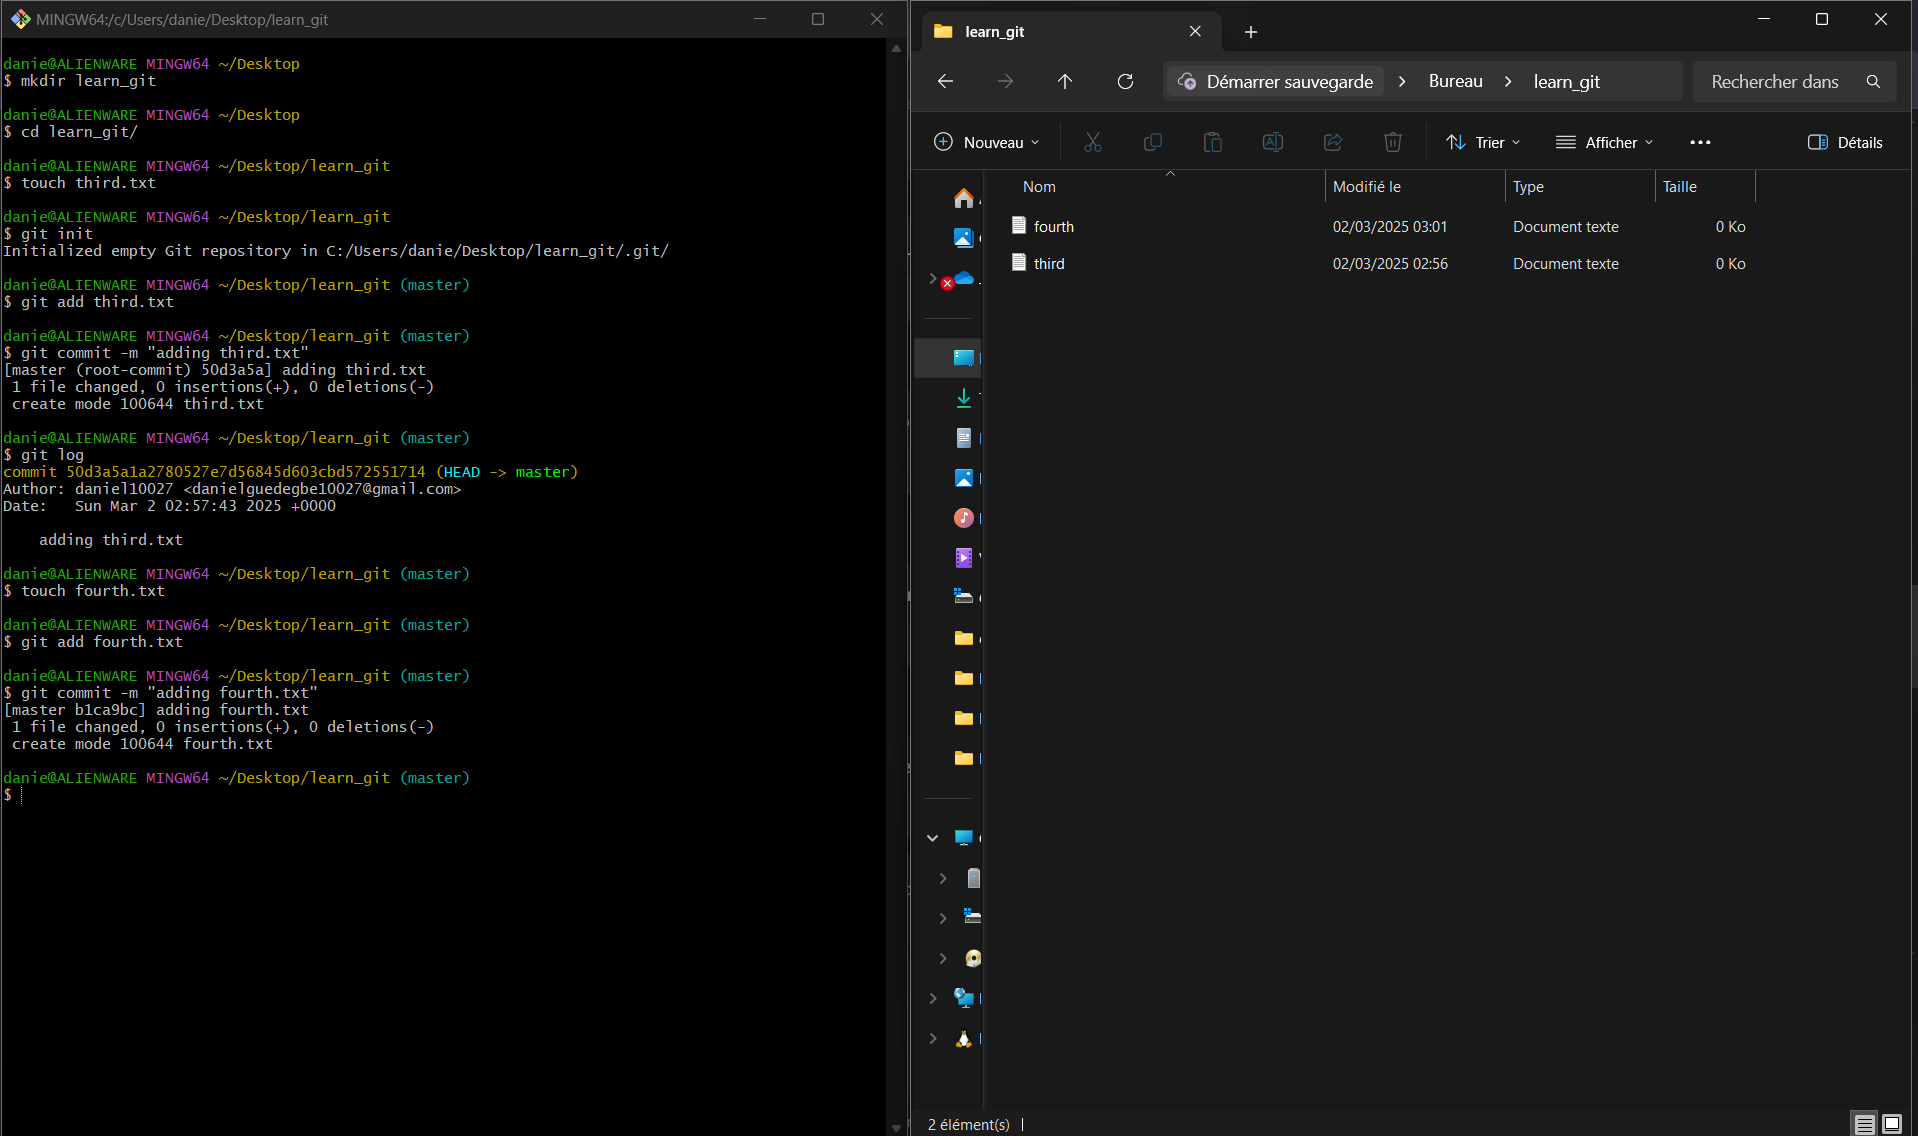 MINGW64:/c/Users/danie/Desktop/learn_git
danie@ALIENWARE MINGW64 ~/Desktop
$ mkdir learn_git
danie@ALIENWARE MINGW64 ~/Desktop
$ cd learn_git/
danie@ALIENWARE MINGW64 ~/Desktop/learn_git
$ touch third.txt
danie@ALIENWARE MINGW64 ~/Desktop/learn_git
$ git init
Initialized empty Git repository in C:/Users/danie/Desktop/learn_git/.git/
danie@ALIENWARE MINGW64 ~/Desktop/learn_git (master)
$ git add third.txt
danie@ALIENWARE MINGW64 ~/Desktop/learn_git (master)
$ git commit -m "adding third.txt"
[master (root-commit) 50d3a5a] adding third.txt
1 file changed, 0 insertions(+), 0 deletions(-)
create mode 100644 third.txt
danie@ALIENWARE MINGW64 ~/Desktop/learn_git (master)
$ git log
commit 50d3a5a1a2780527e7d56845d603cbd572551714 (HEAD -> master)
Author: daniel10027 <danielguedegbe10027@gmail.com>
Date:   Sun Mar 2 02:57:43 2025 +0000
adding third.txt
danie@ALIENWARE MINGW64 ~/Desktop/learn_git (master)
$ touch fourth.txt
danie@ALIENWARE MINGW64 ~/Desktop/learn_git (master)
$ git add fourth.txt
danie@ALIENWARE MINGW64 ~/Desktop/learn_git (master)
$ git commit -m "adding fourth.txt"
[master b1ca9bc] adding fourth.txt
1 file changed, 0 insertions(+), 0 deletions(-)
create mode 100644 fourth.txt
danie@ALIENWARE MINGW64 ~/Desktop/learn_git (master)
$
learn_git
Démarrer sauvegarde > Bureau > learn_git
Rechercher dans
Nouveau Trier Afficher Détails
Nom Modifié le Type Taille
fourth 02/03/2025 03:01 Document texte 0 Ko
third 02/03/2025 02:56 Document texte 0 Ko
2 élément(s)